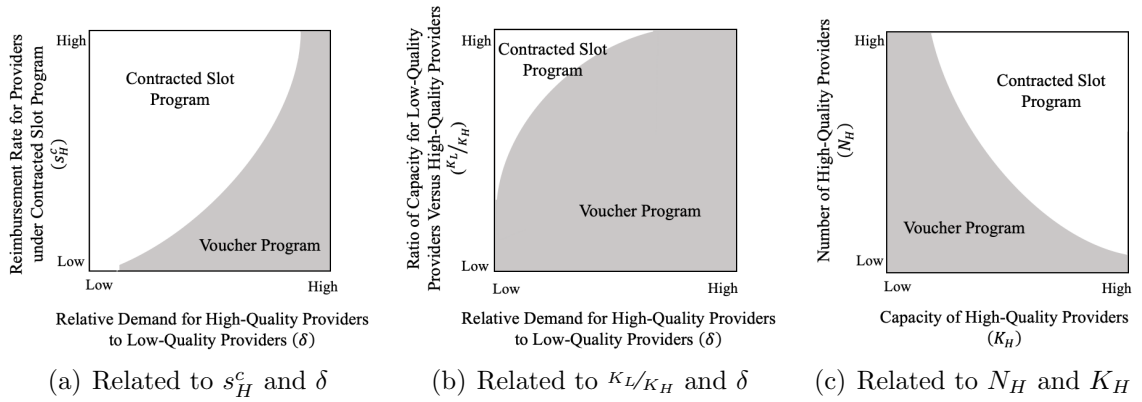 Reimbursement Rate for Providers
under Contracted Slot Program
(s_H^c)
High
Contracted Slot
Program
Voucher Program
Low
Low
High
Relative Demand for High-Quality Providers
to Low-Quality Providers (δ)
(a) Related to s_H^c and δ
Ratio of Capacity for Low-Quality
Providers Versus High-Quality Providers
(K_L/K_H)
High
Contracted Slot
Program
Voucher Program
Low
Low
High
Relative Demand for High-Quality Providers
to Low-Quality Providers (δ)
(b) Related to K_L/K_H and δ
Number of High-Quality Providers
(N_H)
High
Contracted Slot
Program
Voucher Program
Low
Low
High
Capacity of High-Quality Providers
(K_H)
(c) Related to N_H and K_H